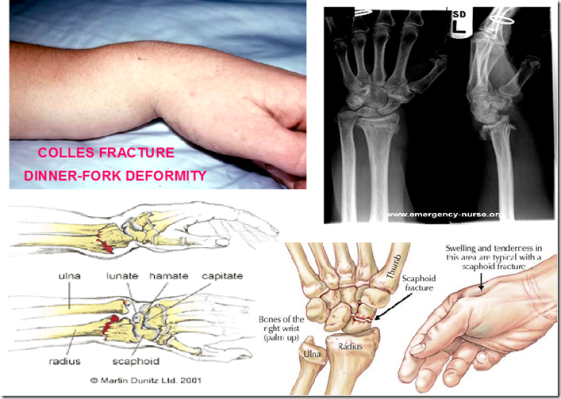 COLLES FRACTURE
DINNER-FORK DEFORMITY
SD
L
www.emergency-nurse.org
ulna
lunate
hamate
capitate
radius
scaphoid
© Martin Dunitz Ltd. 2001
Thumb
Scaphoid
fracture
Bones of the
right wrist
(palm up)
Ulna
Radius
Swelling and tenderness in
this area are typical with a
scaphoid fracture